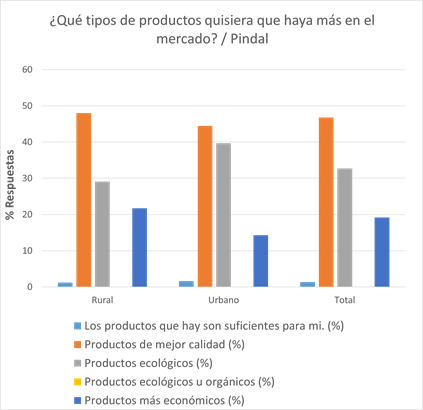 ¿Qué tipos de productos quisiera que haya más en el
mercado? / Pindal
60
50
40
30
20
10
0
% Respuestas
Rural
Urbano
Total
Los productos que hay son suficientes para mi. (%)
Productos de mejor calidad (%)
Productos ecológicos (%)
Productos ecológicos u orgánicos (%)
Productos más económicos (%)